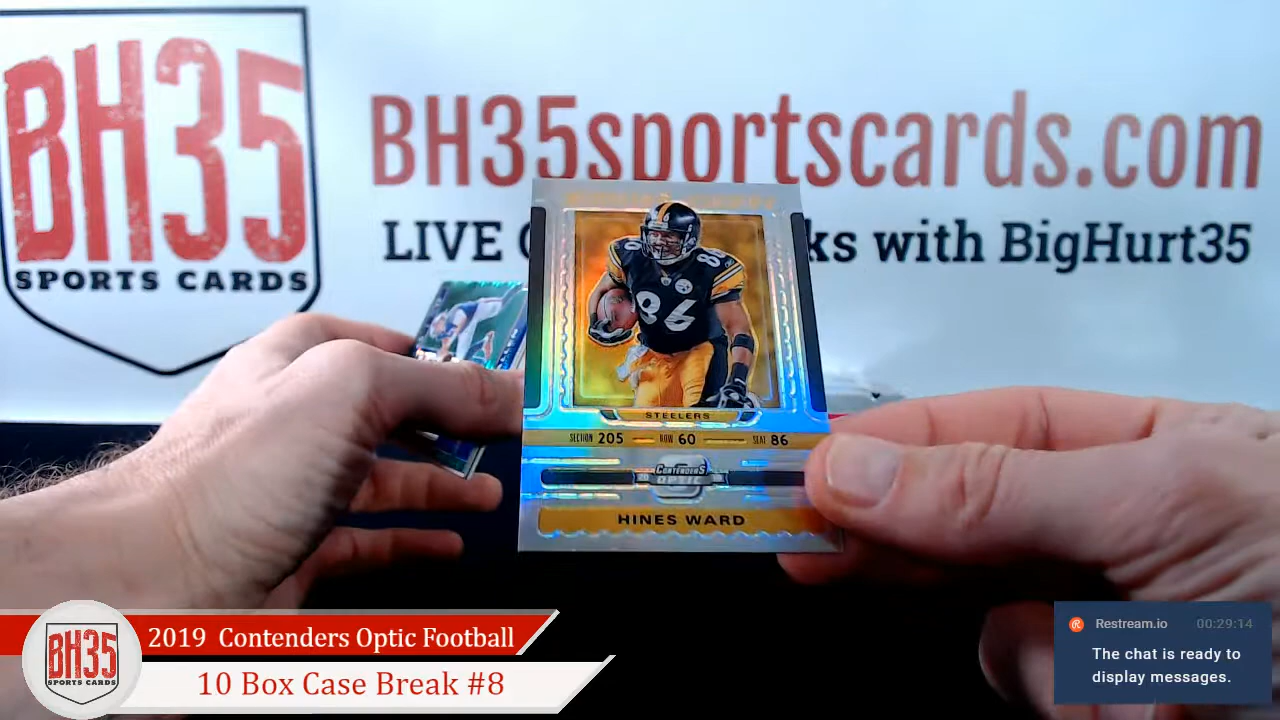 BH35
SPORTS CARDS
BH35sportscards.com
LIVE
ks with BigHurt35
86
86
STEELERS
SECTION 205 ROW 60 SEAT 86
CONTENDERS
OPTIC
HINES WARD
BH35
SPORTS CARDS
2019 Contenders Optic Football
10 Box Case Break #8
Restream.io 00:29:14
The chat is ready to
display messages.